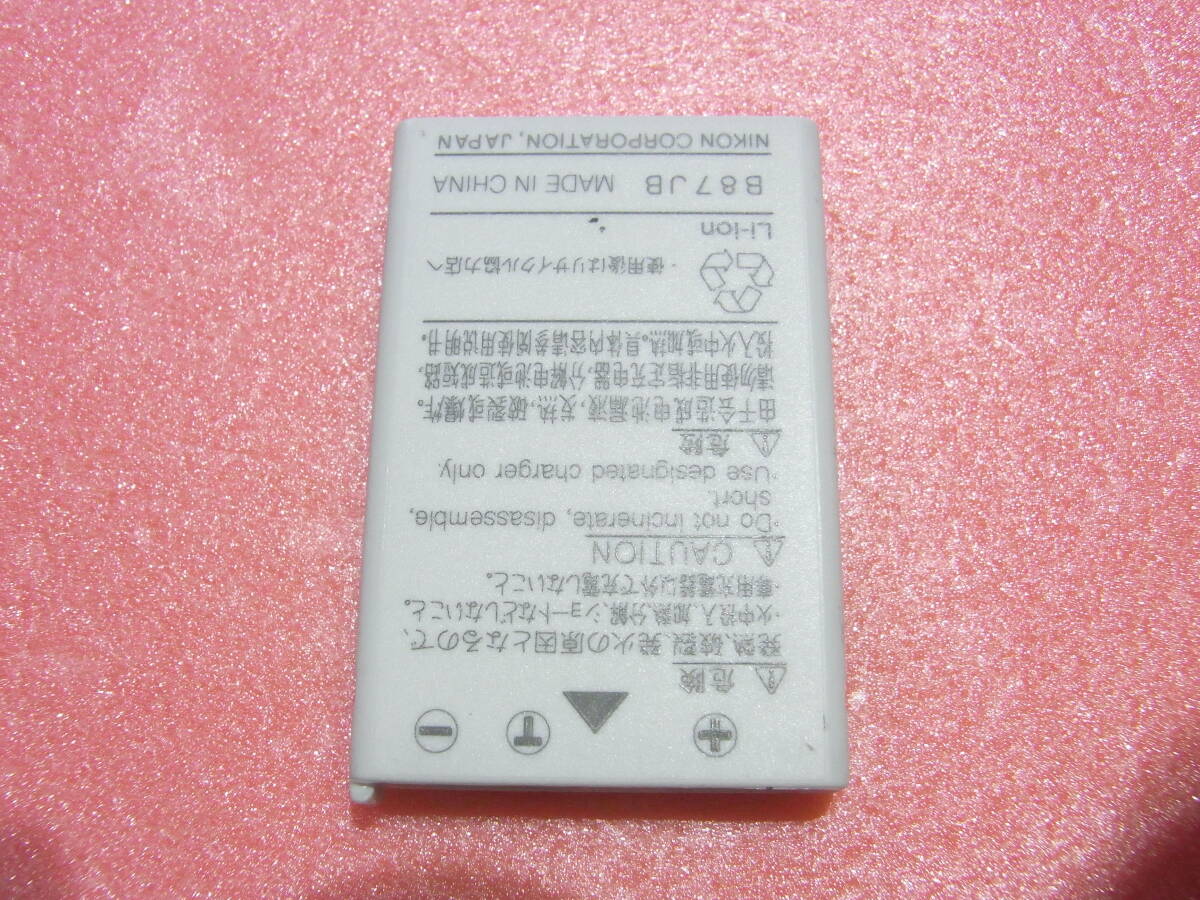 + T −
危険
発熱、破裂、発火の原因となるので、
・火中投入、加熱、分解、ショートなどしないこと。
・専用充電器以外で充電しないこと。
CAUTION
·Do not incinerate, disassemble,
short.
·Use designated charger only.
危险
由于会造成电池漏液,发热,破裂或爆炸。
请勿使用非指定充电器,分解电池或造成短路,
投入火中或加热。具体内容请参阅使用说明书。
・使用後はリサイクル協力店へ
Li-ion
B87JB MADE IN CHINA
NIKON CORPORATION, JAPAN